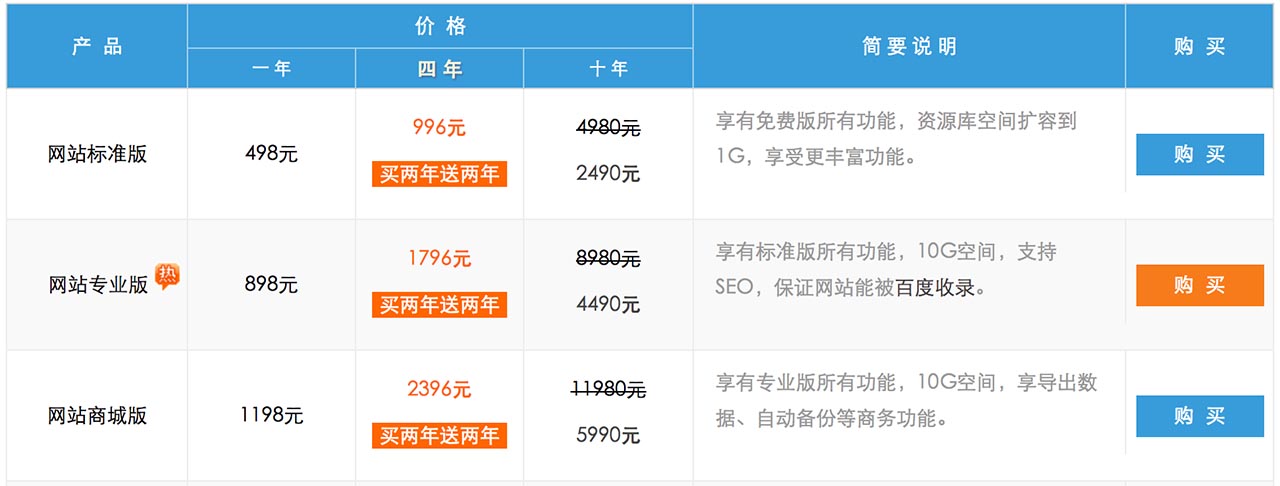 产 品
价 格
简 要 说 明
购 买
一 年
四 年
十 年
网站标准版
498元
996元
买两年送两年
4980元
2490元
享有免费版所有功能，资源库空间扩容到
1G，享受更丰富功能。
购 买
网站专业版
热
898元
1796元
买两年送两年
8980元
4490元
享有标准版所有功能，10G空间，支持
SEO，保证网站能被百度收录。
购 买
网站商城版
1198元
2396元
买两年送两年
11980元
5990元
享有专业版所有功能，10G空间，享导出数
据、自动备份等商务功能。
购 买